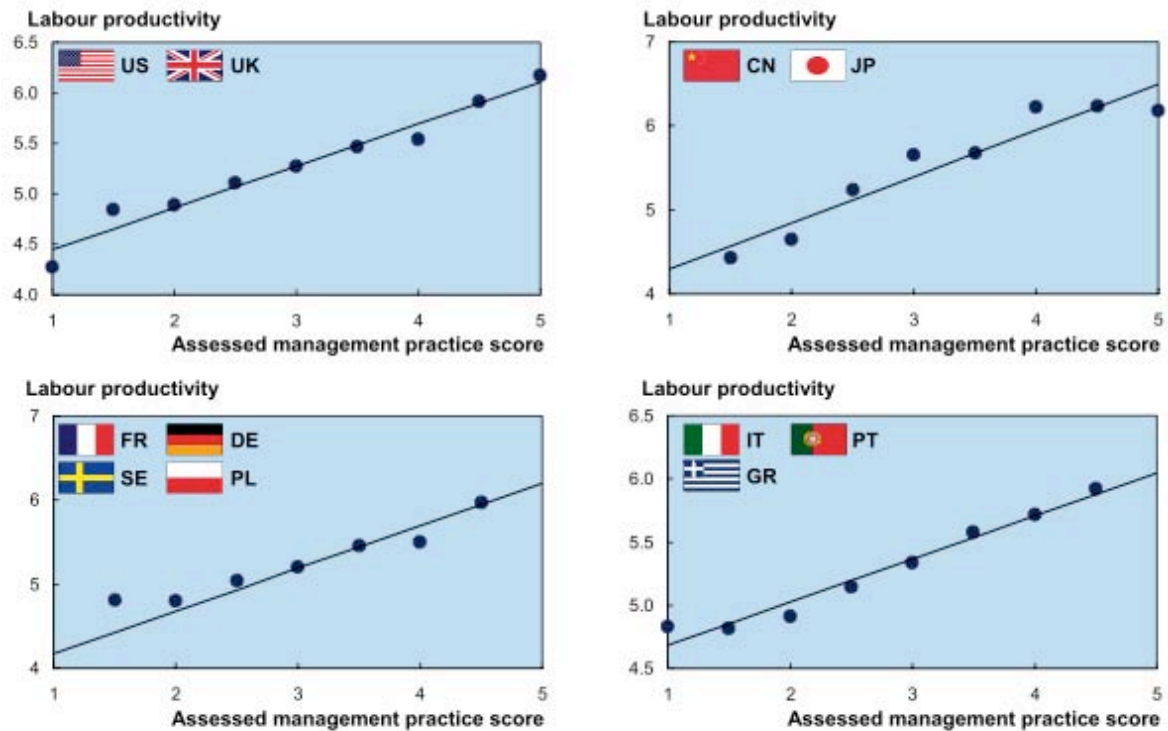 Labour productivity
6.5
US UK
6.0
5.5
5.0
4.5
4.0
1 2 3 4 5
Assessed management practice score
Labour productivity
7
CN JP
6
5
4
1 2 3 4 5
Assessed management practice score
Labour productivity
7
FR DE
SE PL
6
5
4
1 2 3 4 5
Assessed management practice score
Labour productivity
6.5
IT PT
GR
6.0
5.5
5.0
4.5
1 2 3 4 5
Assessed management practice score